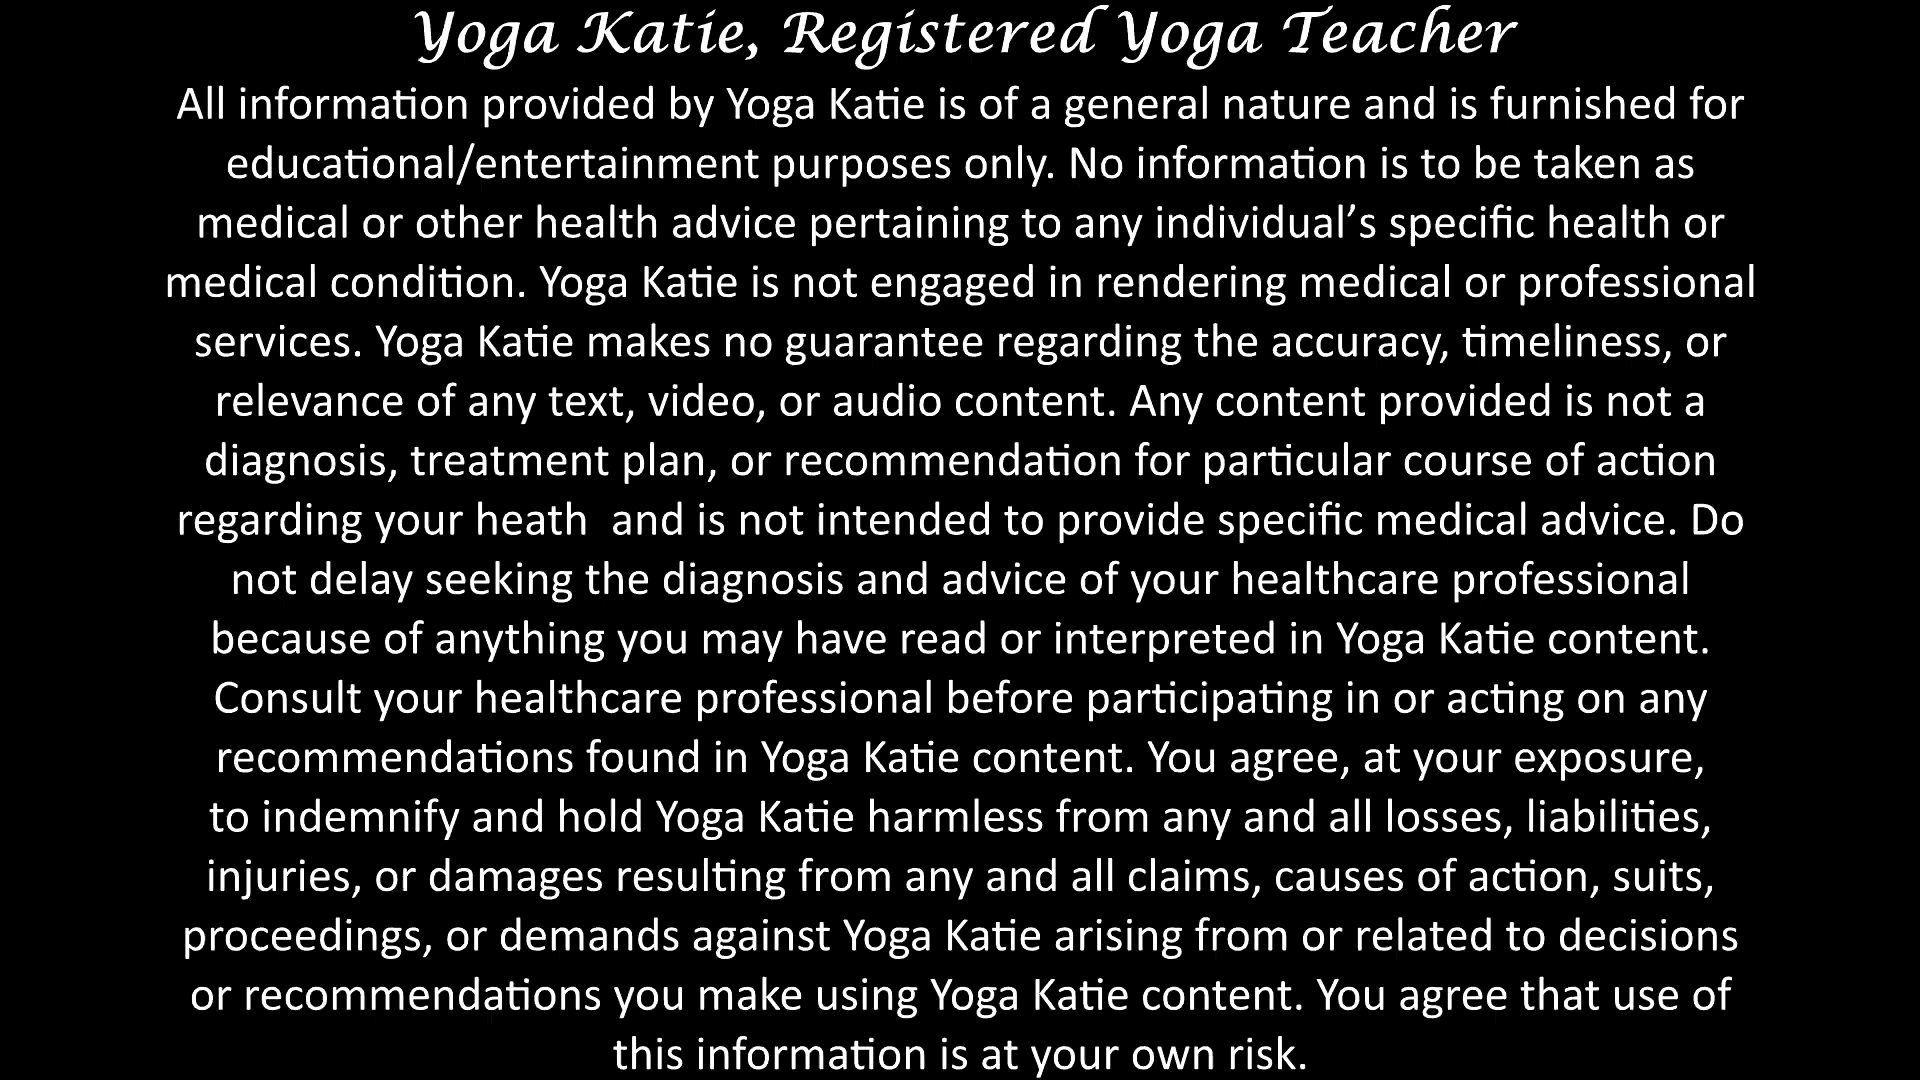 Yoga Katie, Registered Yoga Teacher
All information provided by Yoga Katie is of a general nature and is furnished for
educational/entertainment purposes only. No information is to be taken as
medical or other health advice pertaining to any individual’s specific health or
medical condition. Yoga Katie is not engaged in rendering medical or professional
services. Yoga Katie makes no guarantee regarding the accuracy, timeliness, or
relevance of any text, video, or audio content. Any content provided is not a
diagnosis, treatment plan, or recommendation for particular course of action
regarding your heath  and is not intended to provide specific medical advice. Do
not delay seeking the diagnosis and advice of your healthcare professional
because of anything you may have read or interpreted in Yoga Katie content.
Consult your healthcare professional before participating in or acting on any
recommendations found in Yoga Katie content. You agree, at your exposure,
to indemnify and hold Yoga Katie harmless from any and all losses, liabilities,
injuries, or damages resulting from any and all claims, causes of action, suits,
proceedings, or demands against Yoga Katie arising from or related to decisions
or recommendations you make using Yoga Katie content. You agree that use of
this information is at your own risk.